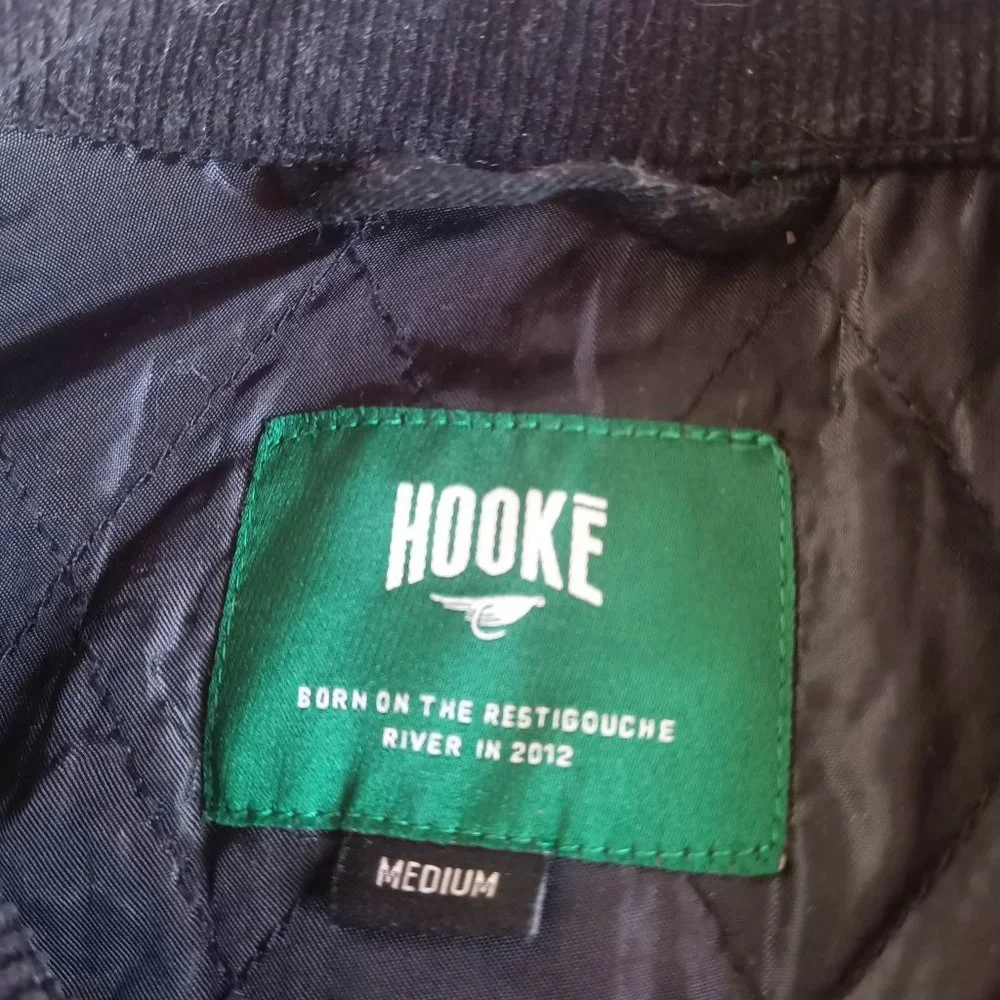 HOOKĒ
BORN ON THE RESTIGOUCHE
RIVER IN 2012
MEDIUM